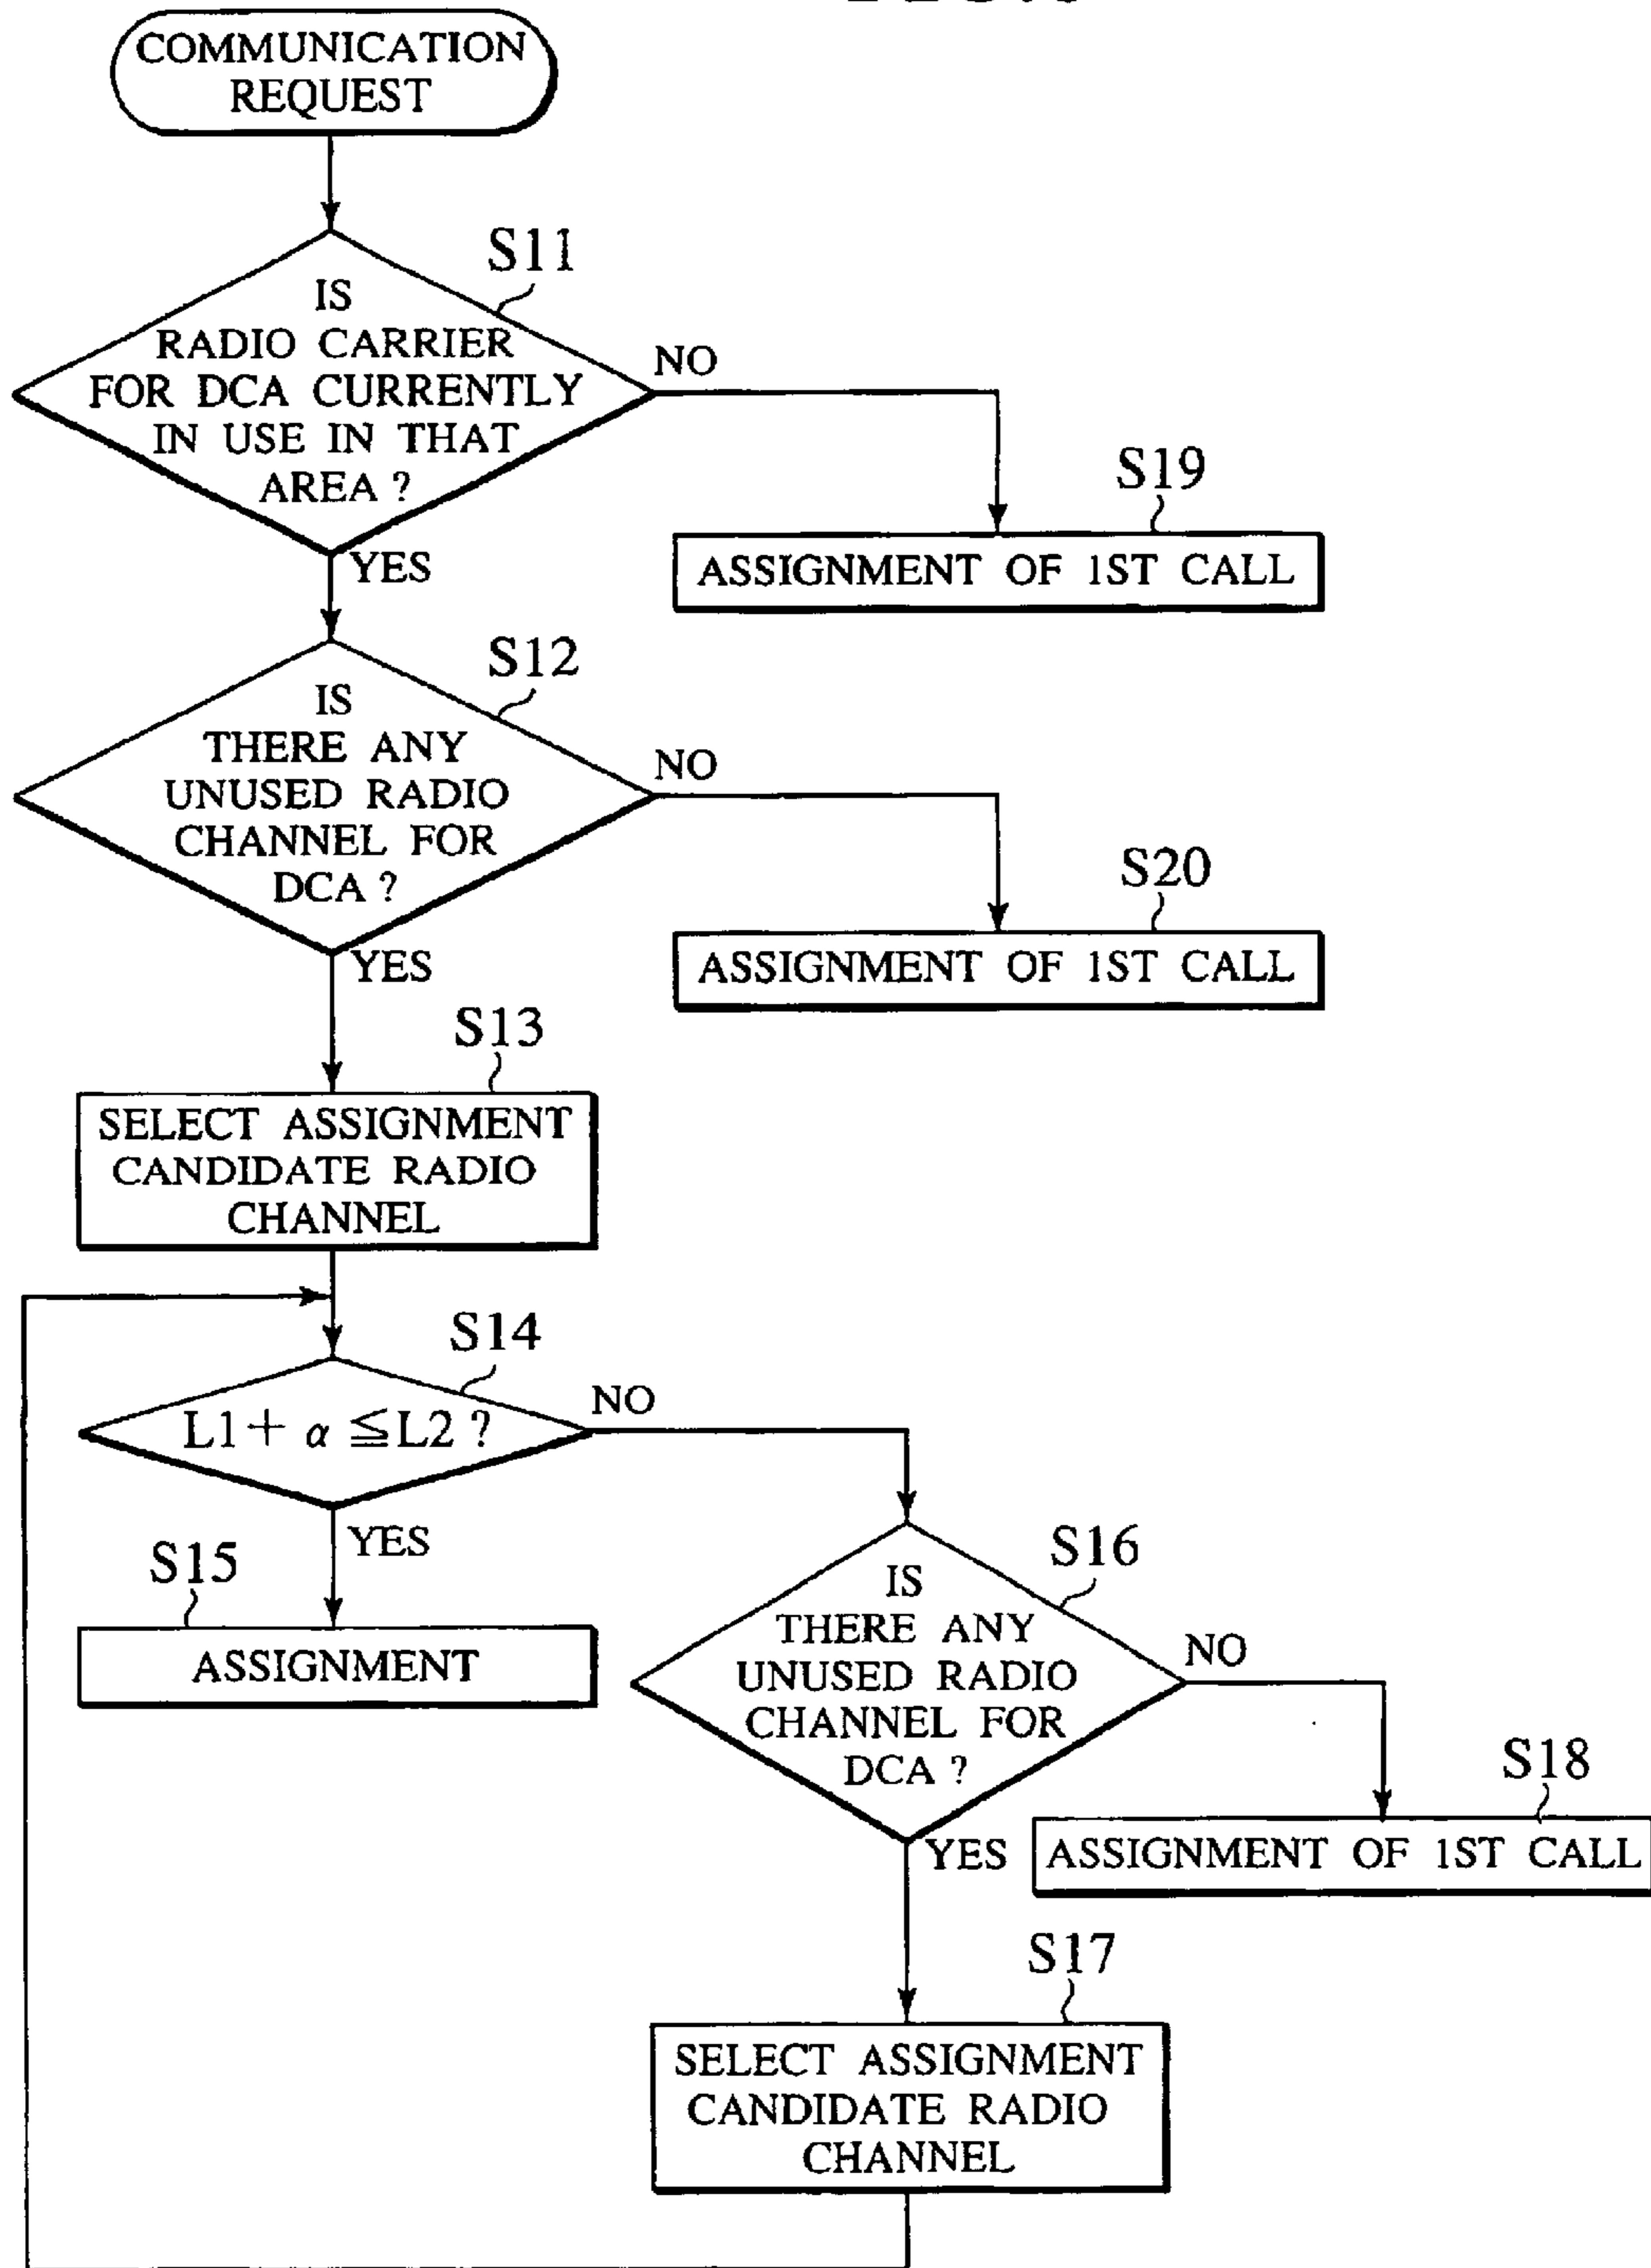 COMMUNICATION
REQUEST
S11
IS
RADIO CARRIER
FOR DCA CURRENTLY
IN USE IN THAT
AREA ?
NO
YES
S19
ASSIGNMENT OF 1ST CALL
S12
IS
THERE ANY
UNUSED RADIO
CHANNEL FOR
DCA ?
NO
YES
S20
ASSIGNMENT OF 1ST CALL
S13
SELECT ASSIGNMENT
CANDIDATE RADIO
CHANNEL
S14
L1+ α ≦L2 ?
NO
YES
S15
ASSIGNMENT
S16
IS
THERE ANY
UNUSED RADIO
CHANNEL FOR
DCA ?
NO
YES
S18
ASSIGNMENT OF 1ST CALL
S17
SELECT ASSIGNMENT
CANDIDATE RADIO
CHANNEL